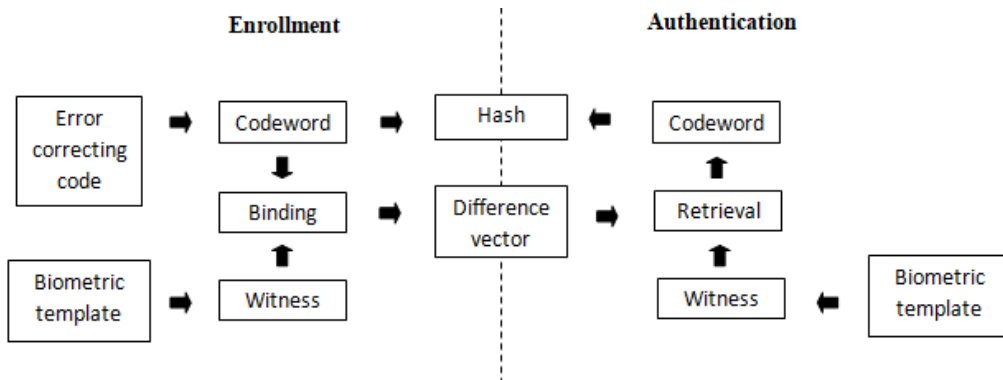 Enrollment
Authentication
Error
correcting
code
Codeword
Hash
Codeword
Binding
Difference
vector
Retrieval
Biometric
template
Witness
Witness
Biometric
template